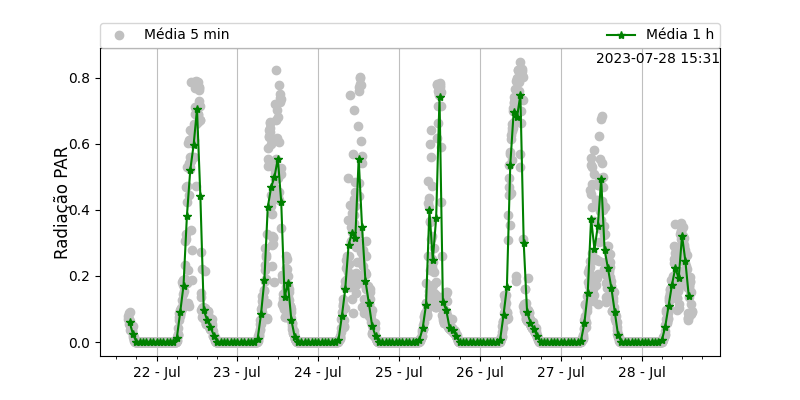 Média 5 min
Média 1 h
2023-07-28 15:31
Radiação PAR
0.8
0.6
0.4
0.2
0.0
22 - Jul
23 - Jul
24 - Jul
25 - Jul
26 - Jul
27 - Jul
28 - Jul